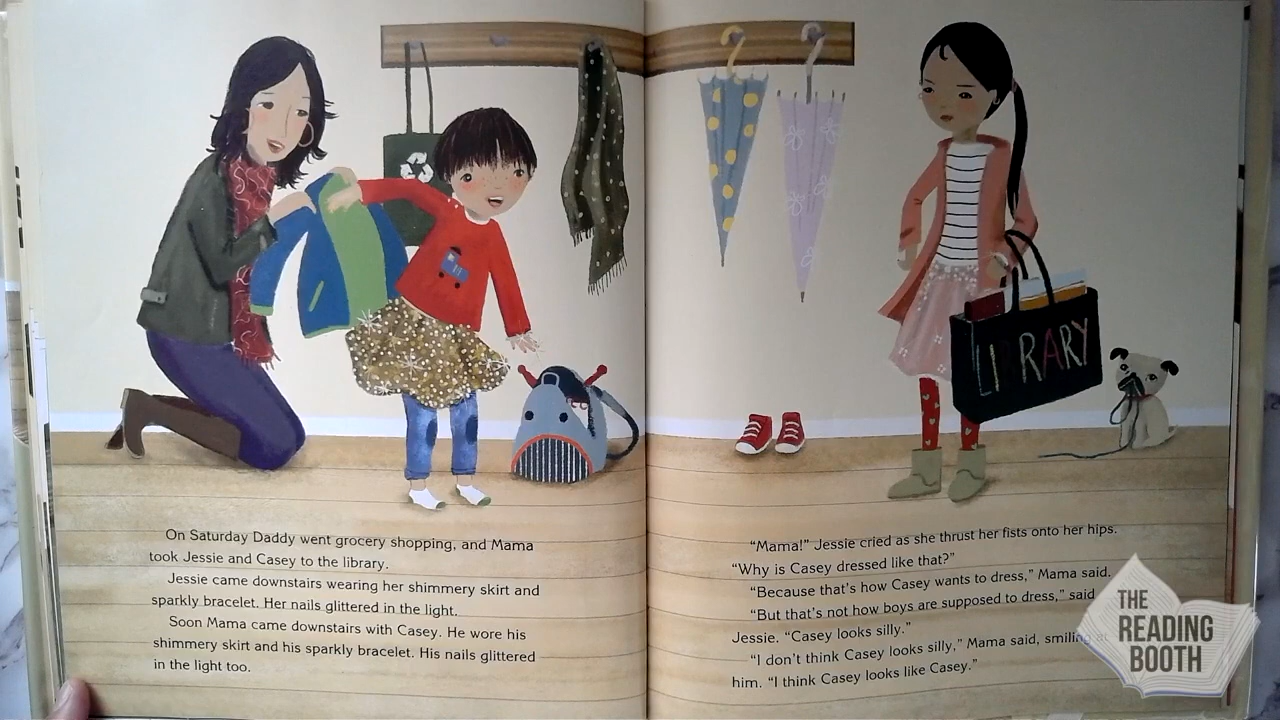 LIBRARY
On Saturday Daddy went grocery shopping, and Mama
took Jessie and Casey to the library.
Jessie came downstairs wearing her shimmery skirt and
sparkly bracelet. Her nails glittered in the light.
Soon Mama came downstairs with Casey. He wore his
shimmery skirt and his sparkly bracelet. His nails glittered
in the light too.
“Mama!” Jessie cried as she thrust her fists onto her hips.
“Why is Casey dressed like that?”
“Because that’s how Casey wants to dress,” Mama said.
“But that’s not how boys are supposed to dress,” said
Jessie. “Casey looks silly.”
“I don’t think Casey looks silly,” Mama said, smiling at
him. “I think Casey looks like Casey.”
THE
READING
BOOTH